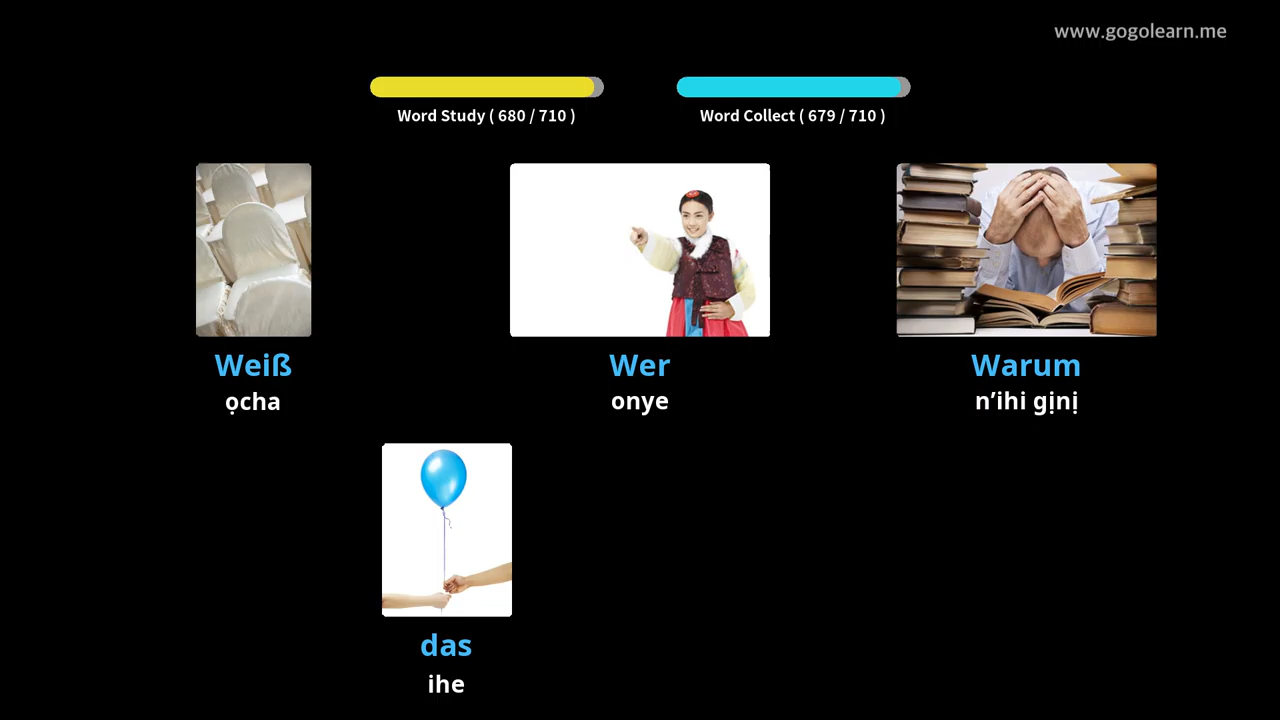 www.gogolearn.me
Word Study ( 680 / 710 )
Word Collect ( 679 / 710 )
Weiß
Wer
Warum
ọcha
onye
n’ihi gịnị
das
ihe